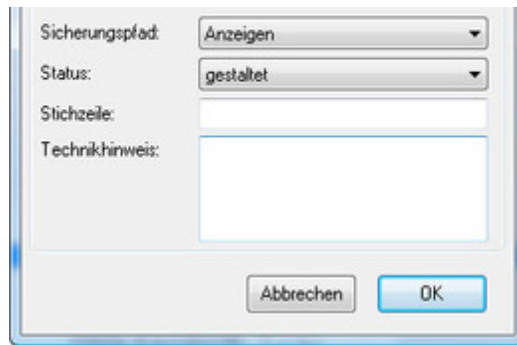 Sicherungspfad: Anzeigen
Status: gestaltet
Stichzeile:
Technikhinweis:
Abbrechen OK